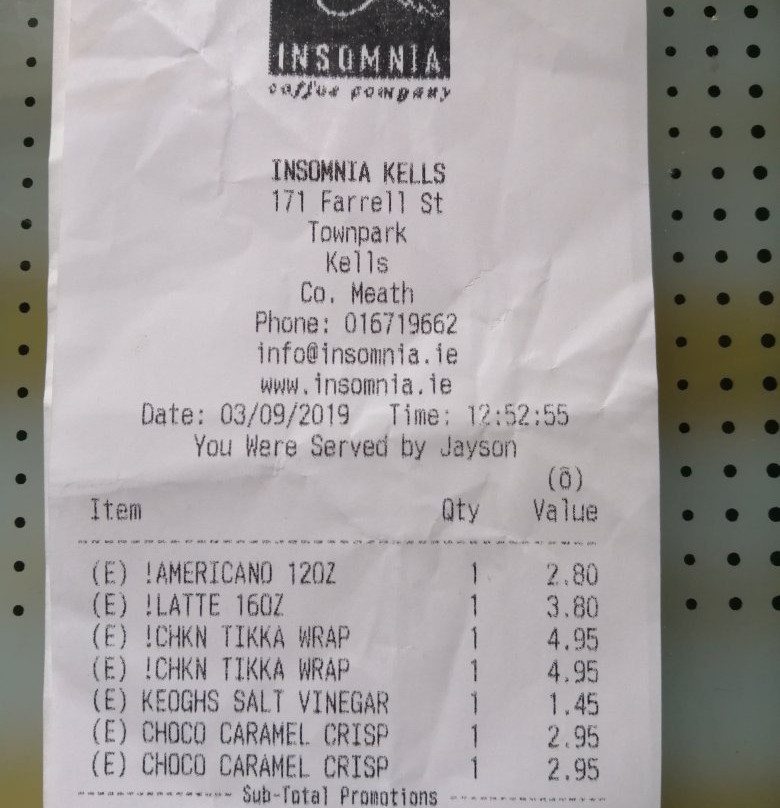 INSOMNIA
coffee company
INSOMNIA KELLS
171 Farrell St
Townpark
Kells
Co. Meath
Phone: 016719662
info@insomnia.ie
www.insomnia.ie
Date: 03/09/2019 Time: 12:52:55
You Were Served by Jayson
(õ)
Item Qty Value
(E) !AMERICANO 12OZ 1 2.80
(E) !LATTE 16OZ 1 3.80
(E) !CHKN TIKKA WRAP 1 4.95
(E) !CHKN TIKKA WRAP 1 4.95
(E) KEOGHS SALT VINEGAR 1 1.45
(E) CHOCO CARAMEL CRISP 1 2.95
(E) CHOCO CARAMEL CRISP 1 2.95
Sub-Total Promotions